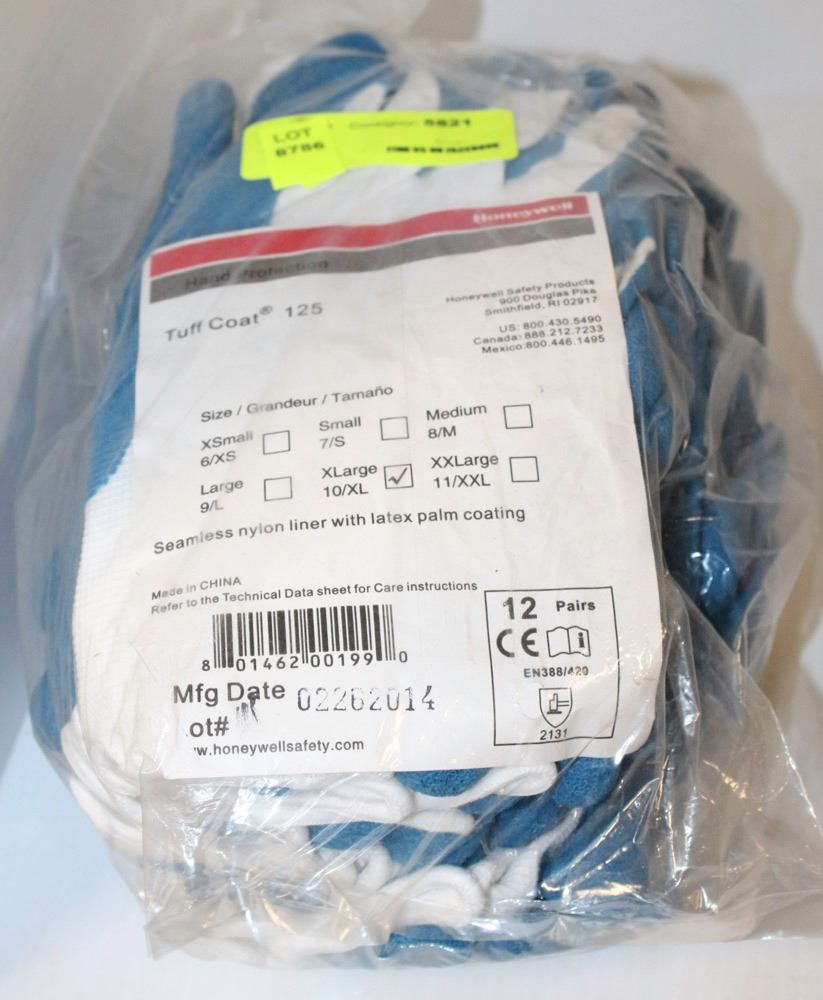 LOT
8786
Consignor 5821
Honeywell
Hand Protection
Tuff Coat® 125
Honeywell Safety Products
900 Douglas Pike
Smithfield, RI 02917
US: 800.430.5490
Canada: 888.212.7233
Mexico: 800.446.1495
Size / Grandeur / Tamaño
XSmall
6/XS
Small
7/S
Medium
8/M
Large
9/L
XLarge
10/XL
XXLarge
11/XXL
Seamless nylon liner with latex palm coating
Made in CHINA
Refer to the Technical Data sheet for Care instructions
8 01462 00199 0
12 Pairs
CE i
EN388/420
2131
Mfg Date 02262014
.ot#
w.honeywellsafety.com